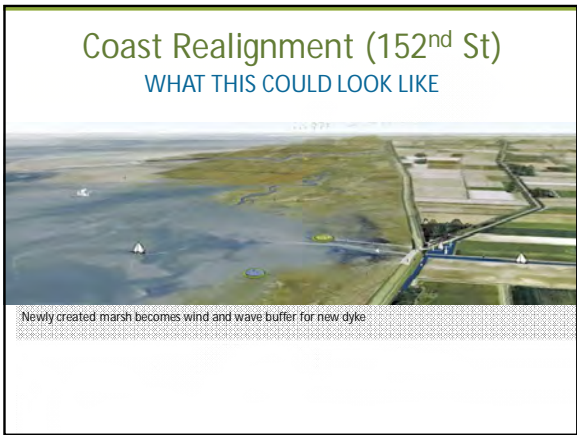 Coast Realignment (152nd St)
WHAT THIS COULD LOOK LIKE
Newly created marsh becomes wind and wave buffer for new dyke